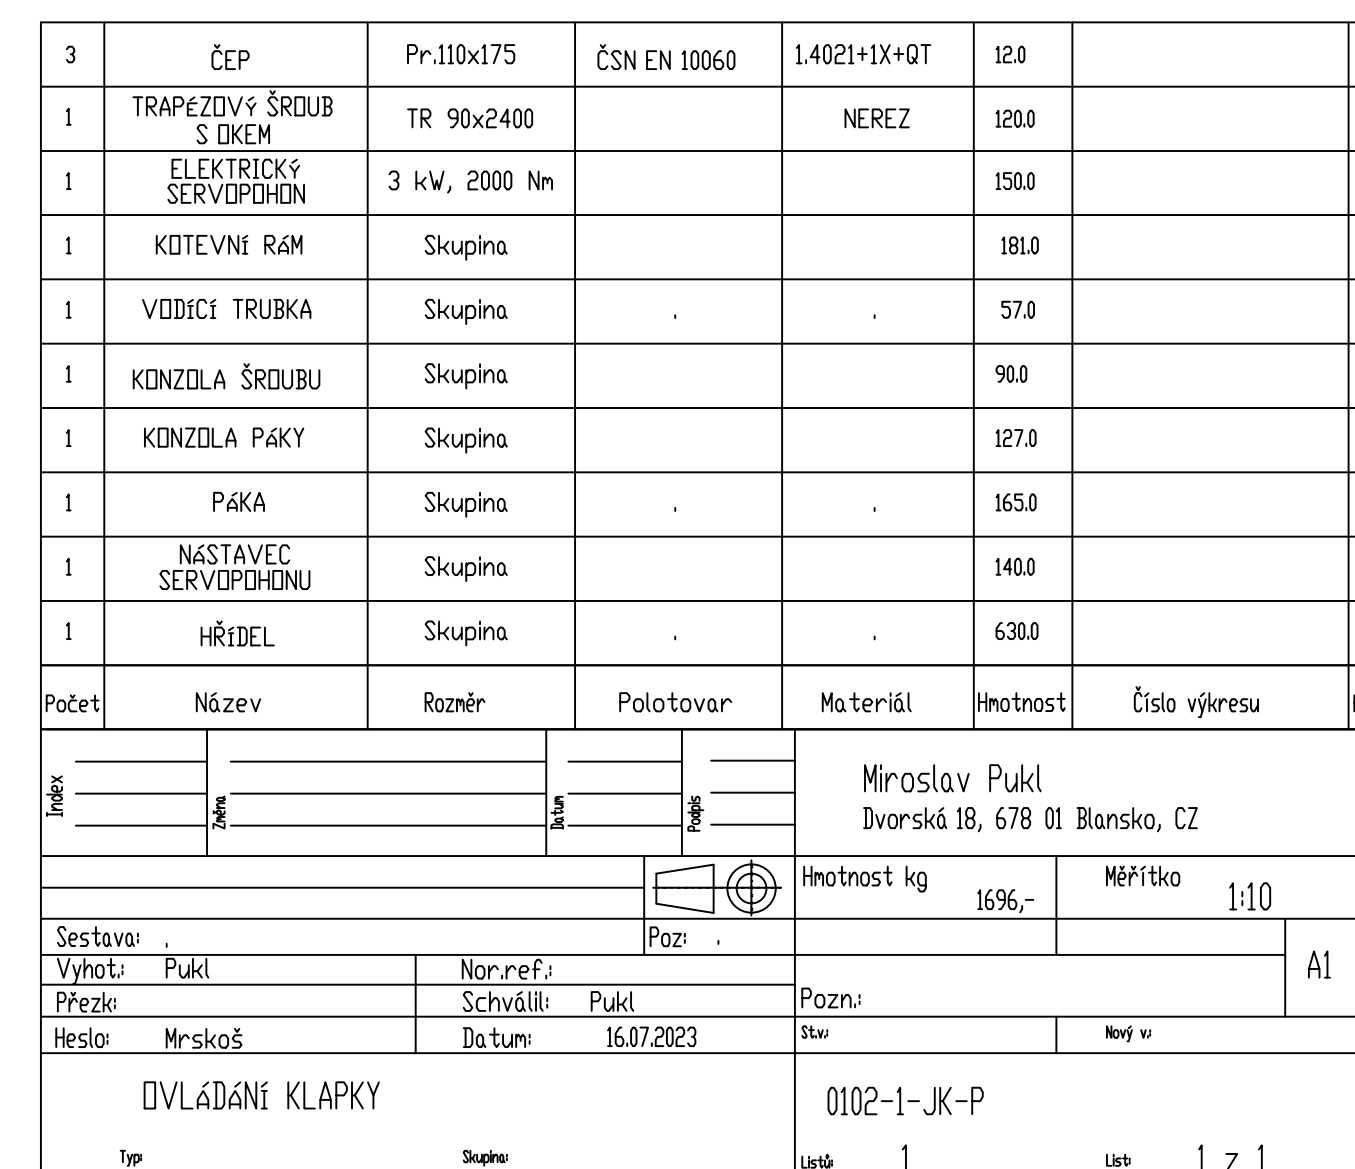 3 ČEP Pr.110x175 ČSN EN 10060 1.4021+1X+QT 12.0
1 TRAPÉZOVÝ ŠROUB S OKEM TR 90x2400 NEREZ 120.0
1 ELEKTRICKÝ SERVOPOHON 3 kW, 2000 Nm 150.0
1 KOTEVNÍ RÁM Skupina 181.0
1 VODÍCÍ TRUBKA Skupina . . 57.0
1 KONZOLA ŠROUBU Skupina 90.0
1 KONZOLA PÁKY Skupina 127.0
1 PÁKA Skupina . . 165.0
1 NÁSTAVEC SERVOPOHONU Skupina 140.0
1 HŘÍDEL Skupina . . 630.0
Počet Název Rozměr Polotovar Materiál Hmotnost Číslo výkresu
Index Změna Datum Podpis
Miroslav Pukl
Dvorská 18, 678 01 Blansko, CZ
Hmotnost kg 1696,- Měřítko 1:10
Sestava: . Poz: .
Vyhot.: Pukl Nor.ref.:
A1
Přezk: Schválil: Pukl Pozn.:
Heslo: Mrskoš Datum: 16.07.2023 St.v.: Nový v.:
OVLÁDÁNÍ KLAPKY 0102-1-JK-P
Typ: Skupina: Listů: 1 List: 1 z 1